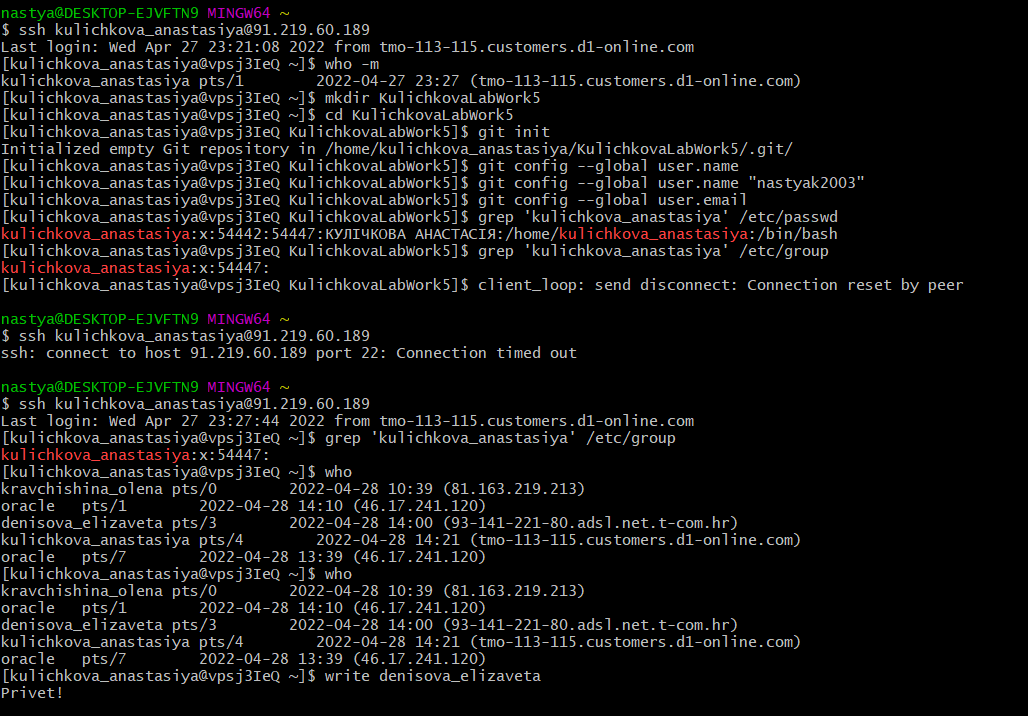 nastya@DESKTOP-EJVFTN9 MINGW64 ~
$ ssh kulichkova_anastasiya@91.219.60.189
Last login: Wed Apr 27 23:21:08 2022 from tmo-113-115.customers.d1-online.com
[kulichkova_anastasiya@vpsj3IeQ ~]$ who -m
kulichkova_anastasiya pts/1        2022-04-27 23:27 (tmo-113-115.customers.d1-online.com)
[kulichkova_anastasiya@vpsj3IeQ ~]$ mkdir KulichkovaLabWork5
[kulichkova_anastasiya@vpsj3IeQ ~]$ cd KulichkovaLabWork5
[kulichkova_anastasiya@vpsj3IeQ KulichkovaLabWork5]$ git init
Initialized empty Git repository in /home/kulichkova_anastasiya/KulichkovaLabWork5/.git/
[kulichkova_anastasiya@vpsj3IeQ KulichkovaLabWork5]$ git config --global user.name
[kulichkova_anastasiya@vpsj3IeQ KulichkovaLabWork5]$ git config --global user.name "nastyak2003"
[kulichkova_anastasiya@vpsj3IeQ KulichkovaLabWork5]$ git config --global user.email
[kulichkova_anastasiya@vpsj3IeQ KulichkovaLabWork5]$ grep 'kulichkova_anastasiya' /etc/passwd
kulichkova_anastasiya:x:54442:54447:КУЛІЧКОВА АНАСТАСІЯ:/home/kulichkova_anastasiya:/bin/bash
[kulichkova_anastasiya@vpsj3IeQ KulichkovaLabWork5]$ grep 'kulichkova_anastasiya' /etc/group
kulichkova_anastasiya:x:54447:
[kulichkova_anastasiya@vpsj3IeQ KulichkovaLabWork5]$ client_loop: send disconnect: Connection reset by peer
nastya@DESKTOP-EJVFTN9 MINGW64 ~
$ ssh kulichkova_anastasiya@91.219.60.189
ssh: connect to host 91.219.60.189 port 22: Connection timed out
nastya@DESKTOP-EJVFTN9 MINGW64 ~
$ ssh kulichkova_anastasiya@91.219.60.189
Last login: Wed Apr 27 23:27:44 2022 from tmo-113-115.customers.d1-online.com
[kulichkova_anastasiya@vpsj3IeQ ~]$ grep 'kulichkova_anastasiya' /etc/group
kulichkova_anastasiya:x:54447:
[kulichkova_anastasiya@vpsj3IeQ ~]$ who
kravchishina_olena pts/0        2022-04-28 10:39 (81.163.219.213)
oracle   pts/1        2022-04-28 14:10 (46.17.241.120)
denisova_elizaveta pts/3        2022-04-28 14:00 (93-141-221-80.adsl.net.t-com.hr)
kulichkova_anastasiya pts/4        2022-04-28 14:21 (tmo-113-115.customers.d1-online.com)
oracle   pts/7        2022-04-28 13:39 (46.17.241.120)
[kulichkova_anastasiya@vpsj3IeQ ~]$ who
kravchishina_olena pts/0        2022-04-28 10:39 (81.163.219.213)
oracle   pts/1        2022-04-28 14:10 (46.17.241.120)
denisova_elizaveta pts/3        2022-04-28 14:00 (93-141-221-80.adsl.net.t-com.hr)
kulichkova_anastasiya pts/4        2022-04-28 14:21 (tmo-113-115.customers.d1-online.com)
oracle   pts/7        2022-04-28 13:39 (46.17.241.120)
[kulichkova_anastasiya@vpsj3IeQ ~]$ write denisova_elizaveta
Privet!